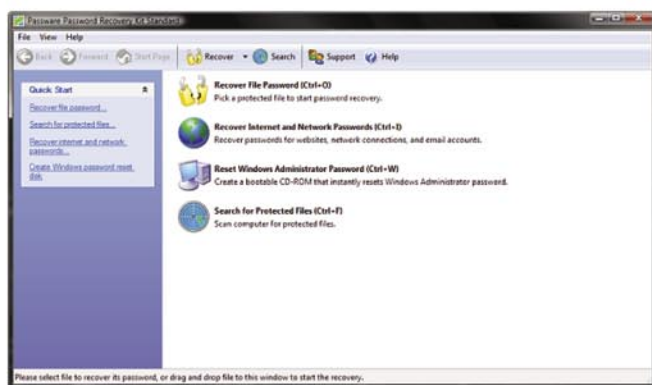 Passware Password Recovery Kit Standard
File View Help
Back Forward Start Page Recover Search Support Help
Quick Start
Recover file password...
Search for protected files...
Recover internet and network
passwords...
Create Windows password reset
disk
Recover File Password (Ctrl+O)
Pick a protected file to start password recovery.
Recover Internet and Network Passwords (Ctrl+I)
Recover passwords for websites, network connections, and email accounts.
Reset Windows Administrator Password (Ctrl+W)
Create a bootable CD-ROM that instantly resets Windows Administrator password.
Search for Protected Files (Ctrl+F)
Scan computer for protected files.
Please select file to recover its password, or drag and drop file to this window to start the recovery.